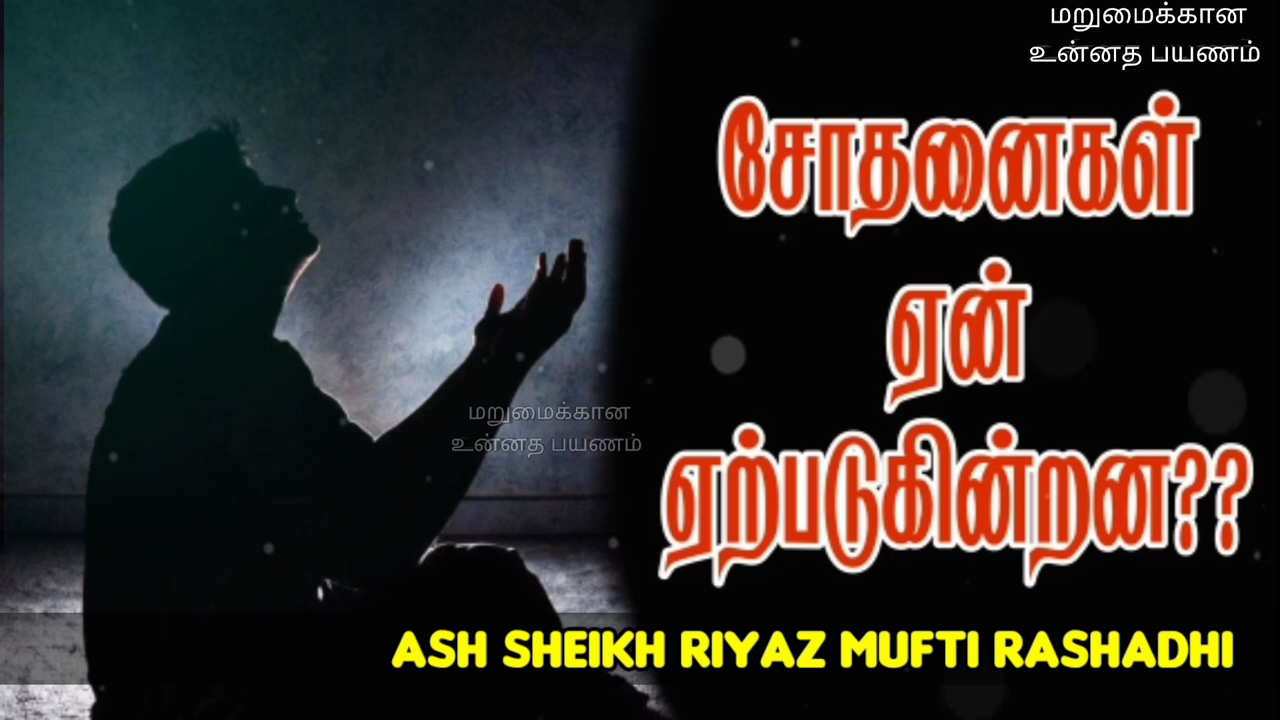 மறுமைக்கான
உன்னத பயணம்
சோதனைகள்
ஏன்
ஏற்படுகின்றன??
மறுமைக்கான
உன்னத பயணம்
ASH SHEIKH RIYAZ MUFTI RASHADHI